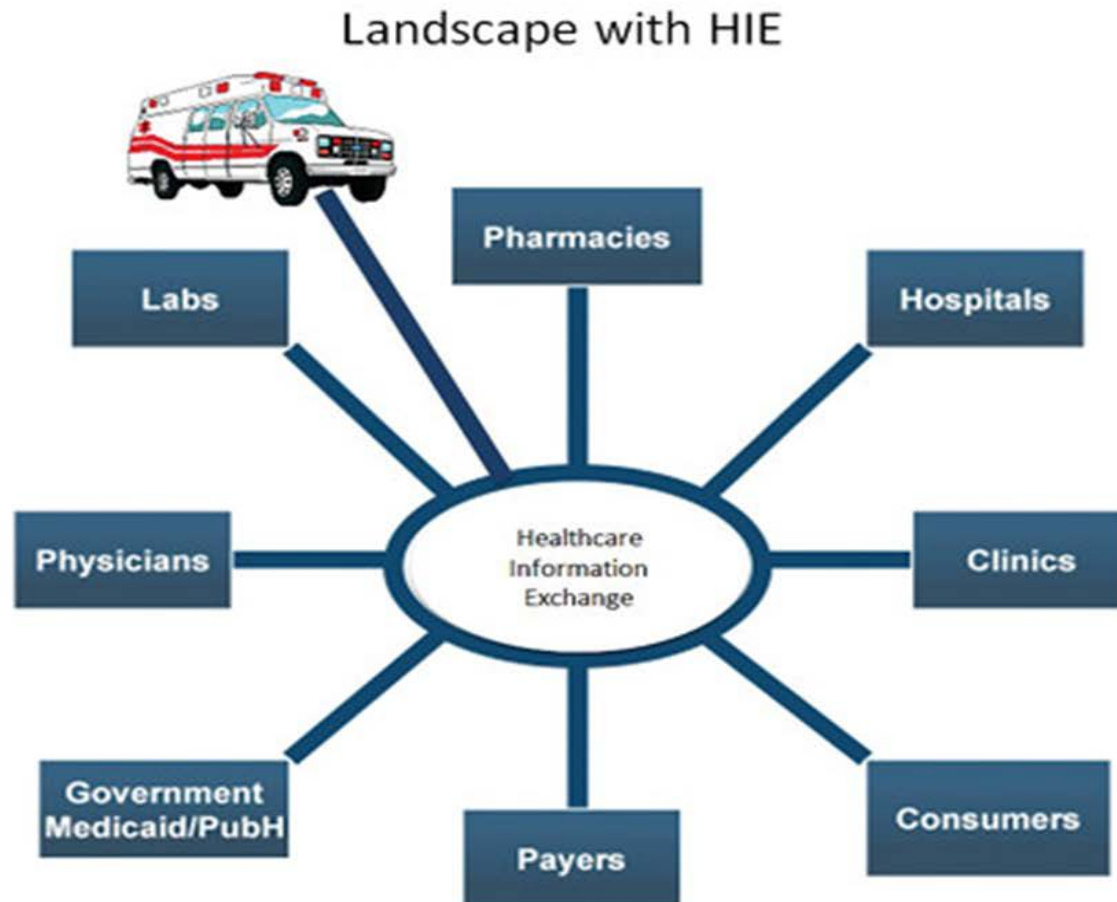 Landscape with HIE
Pharmacies
Labs
Hospitals
Healthcare
Information
Exchange
Physicians
Clinics
Government
Medicaid/PubH
Payers
Consumers